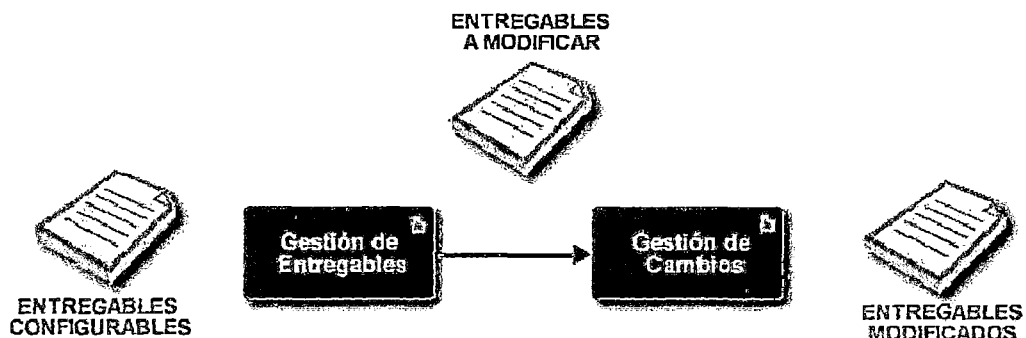 ENTREGABLES
A MODIFICAR
Gestión de
Entregables
Gestión de
Cambios
ENTREGABLES
CONFIGURABLES
ENTREGABLES
MODIFICADOS